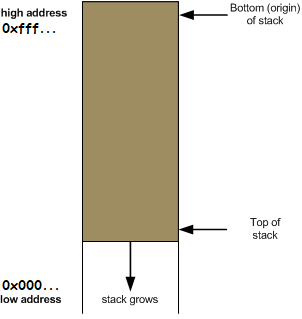 high address
0xfff...
Bottom (origin)
of stack
Top of
stack
0x000...
low address
stack grows